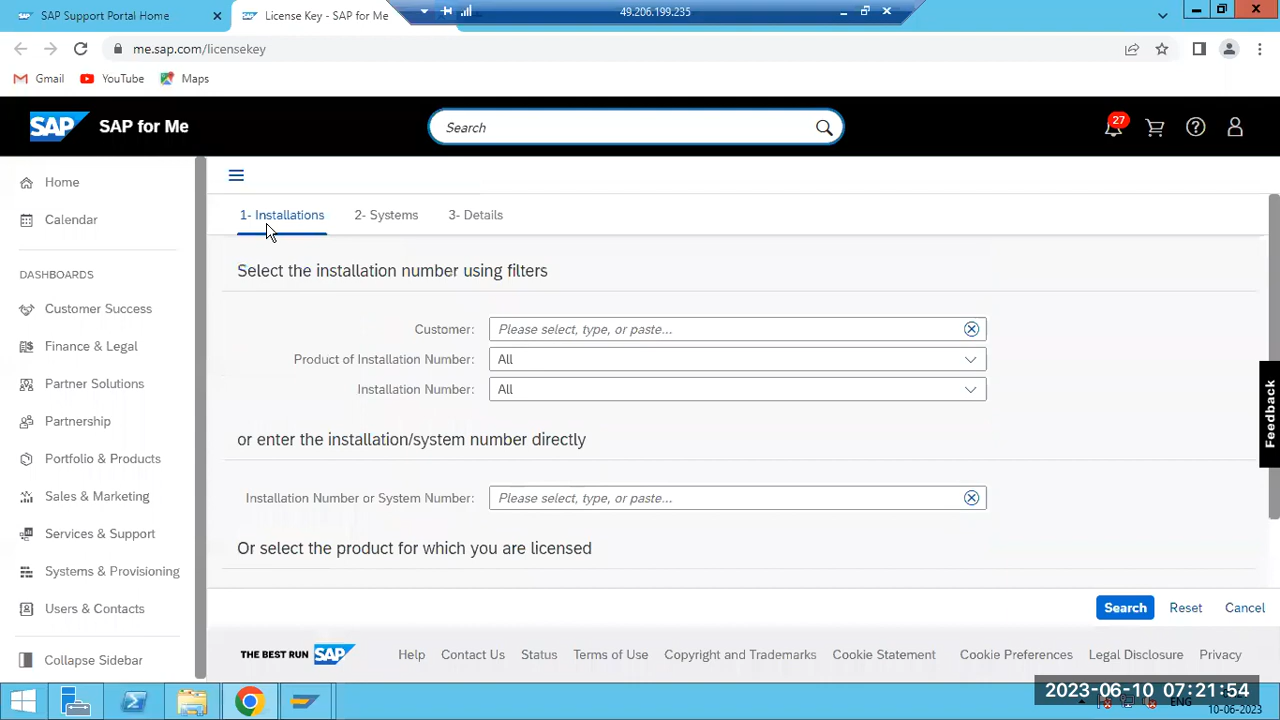 SAP Support Portal Home
License Key - SAP for Me
49.206.199.235
me.sap.com/licensekey
Gmail
YouTube
Maps
SAP
SAP for Me
Search
27
Home
Calendar
DASHBOARDS
Customer Success
Finance & Legal
Partner Solutions
Partnership
Portfolio & Products
Sales & Marketing
Services & Support
Systems & Provisioning
Users & Contacts
Collapse Sidebar
1- Installations
2- Systems
3- Details
Select the installation number using filters
Customer: Please select, type, or paste...
Product of Installation Number: All
Installation Number: All
or enter the installation/system number directly
Installation Number or System Number: Please select, type, or paste...
Or select the product for which you are licensed
Feedback
Search
Reset
Cancel
THE BEST RUN SAP
Help
Contact Us
Status
Terms of Use
Copyright and Trademarks
Cookie Statement
Cookie Preferences
Legal Disclosure
Privacy
2023-06-10 07:21:54
ENG
10-06-2023